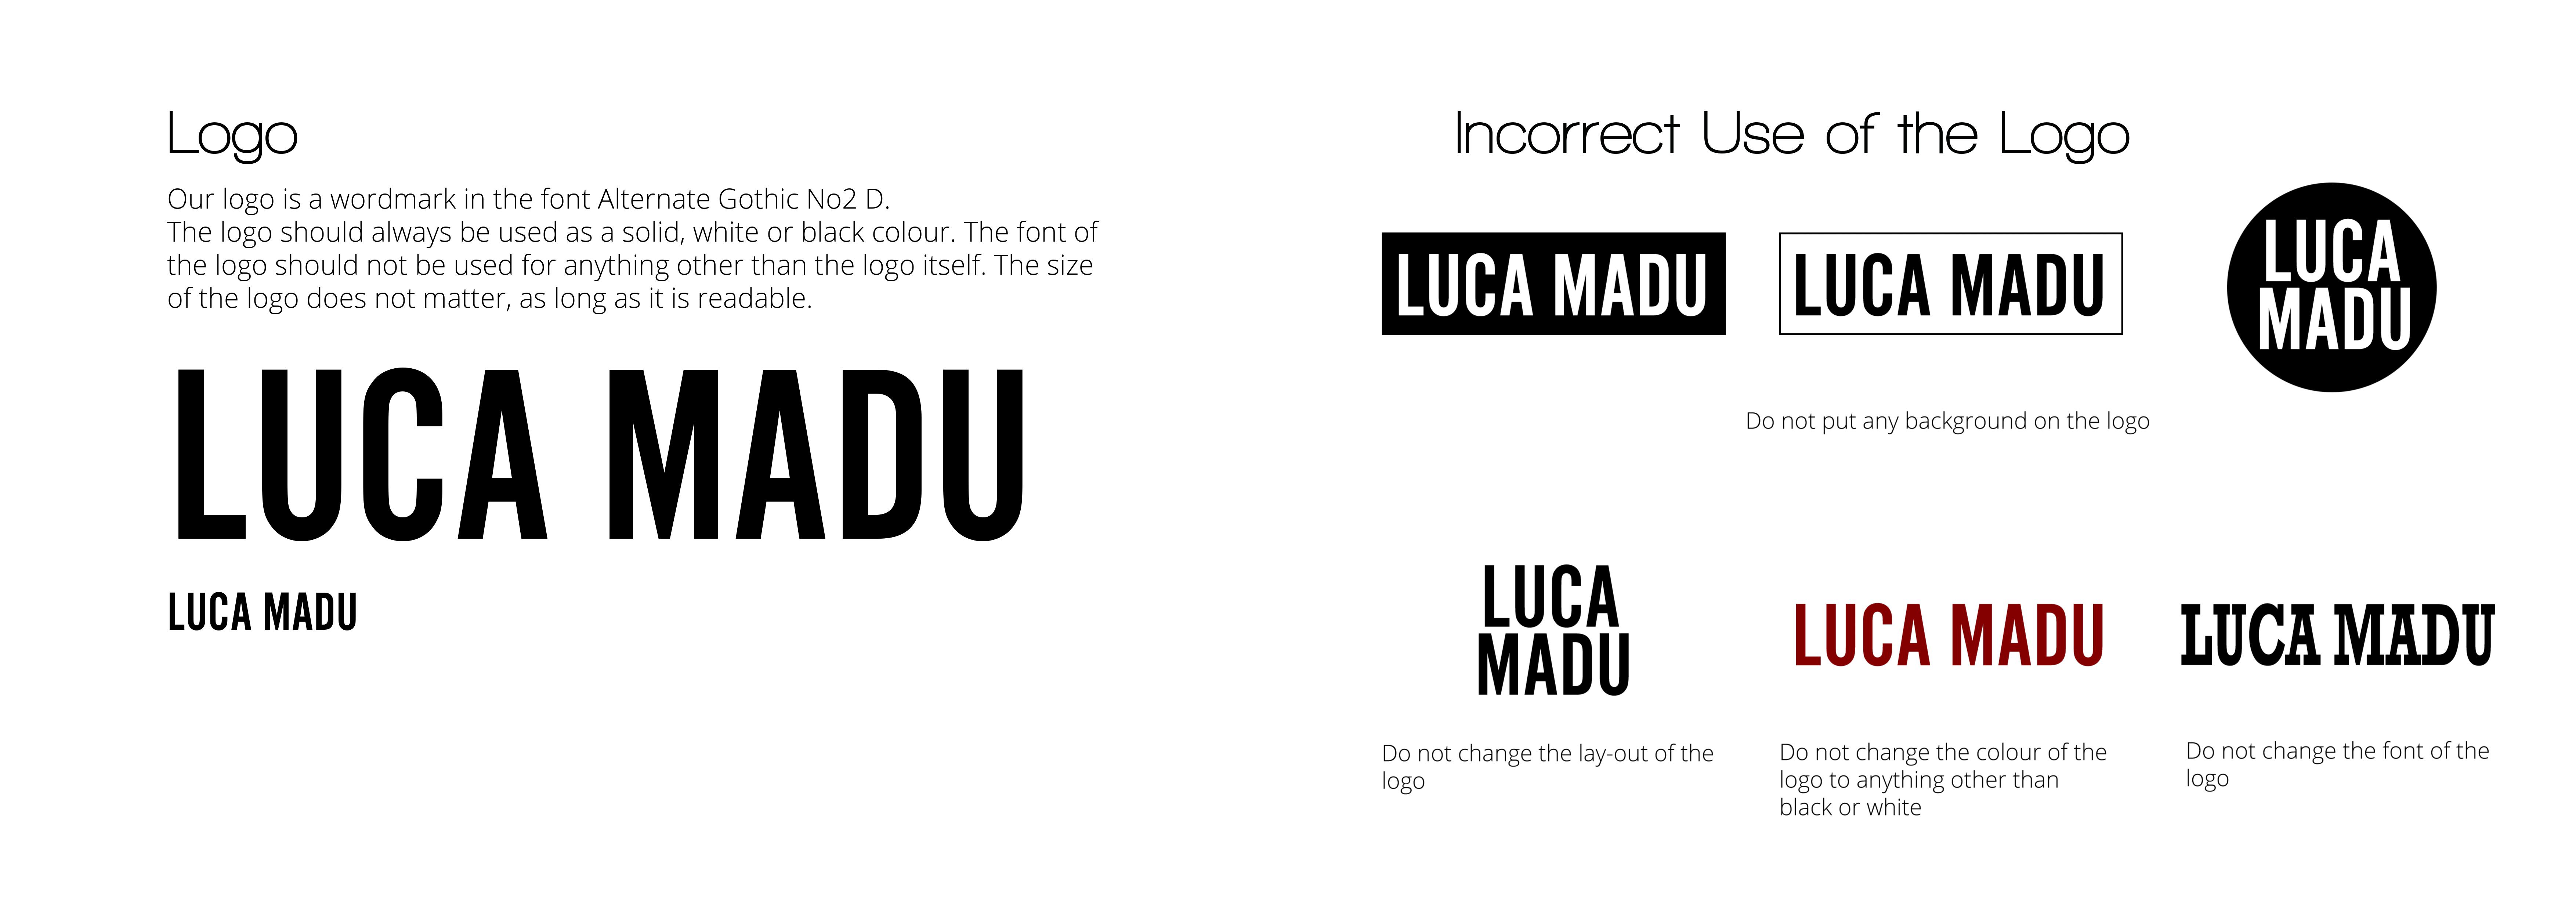 Logo
Our logo is a wordmark in the font Alternate Gothic No2 D.
The logo should always be used as a solid, white or black colour. The font of
the logo should not be used for anything other than the logo itself. The size
of the logo does not matter, as long as it is readable.
LUCA MADU
LUCA MADU
Incorrect Use of the Logo
LUCA MADU
LUCA MADU
LUCA
MADU
Do not put any background on the logo
LUCA
MADU
Do not change the lay-out of the
logo
LUCA MADU
Do not change the colour of the
logo to anything other than
black or white
LUCA MADU
Do not change the font of the
logo